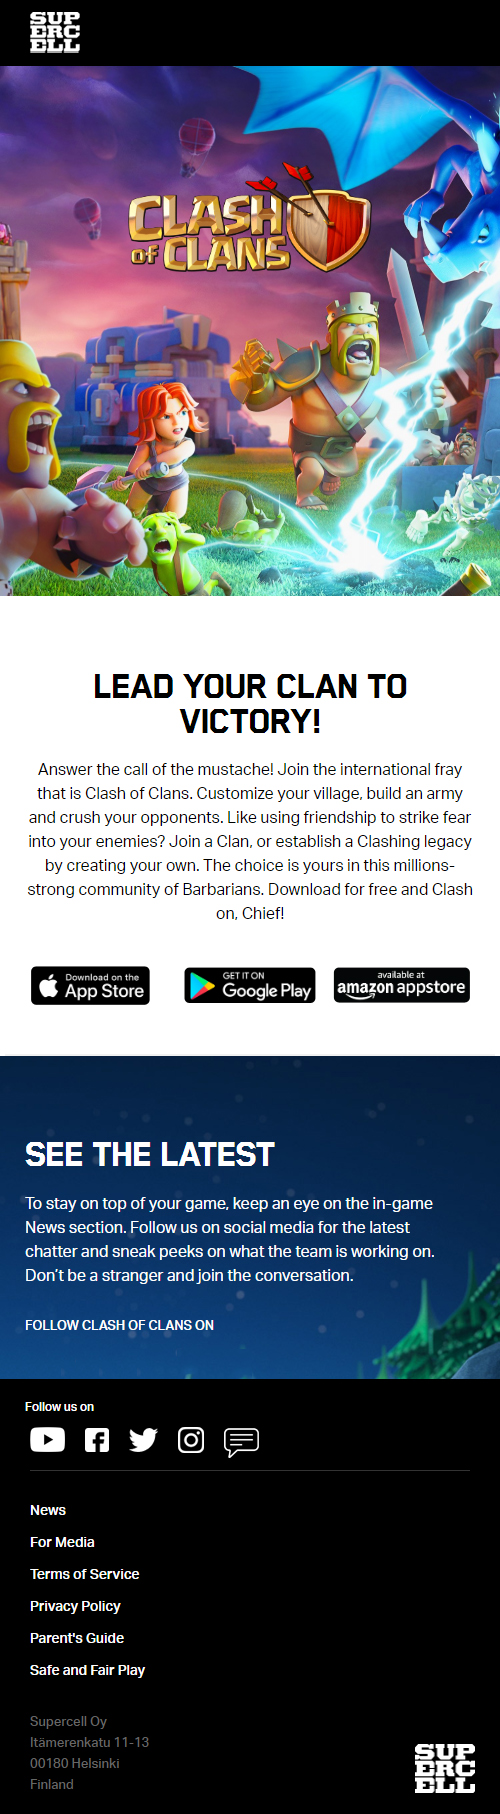 SUP
ERC
ELL
CLASH
of CLANS
LEAD YOUR CLAN TO
VICTORY!
Answer the call of the mustache! Join the international fray
that is Clash of Clans. Customize your village, build an army
and crush your opponents. Like using friendship to strike fear
into your enemies? Join a Clan, or establish a Clashing legacy
by creating your own. The choice is yours in this millions-
strong community of Barbarians. Download for free and Clash
on, Chief!
Download on the
App Store
GET IT ON
Google Play
available at
amazon appstore
SEE THE LATEST
To stay on top of your game, keep an eye on the in-game
News section. Follow us on social media for the latest
chatter and sneak peeks on what the team is working on.
Don’t be a stranger and join the conversation.
FOLLOW CLASH OF CLANS ON
Follow us on
News
For Media
Terms of Service
Privacy Policy
Parent's Guide
Safe and Fair Play
Supercell Oy
Itämerenkatu 11-13
00180 Helsinki
Finland
SUP
ERC
ELL